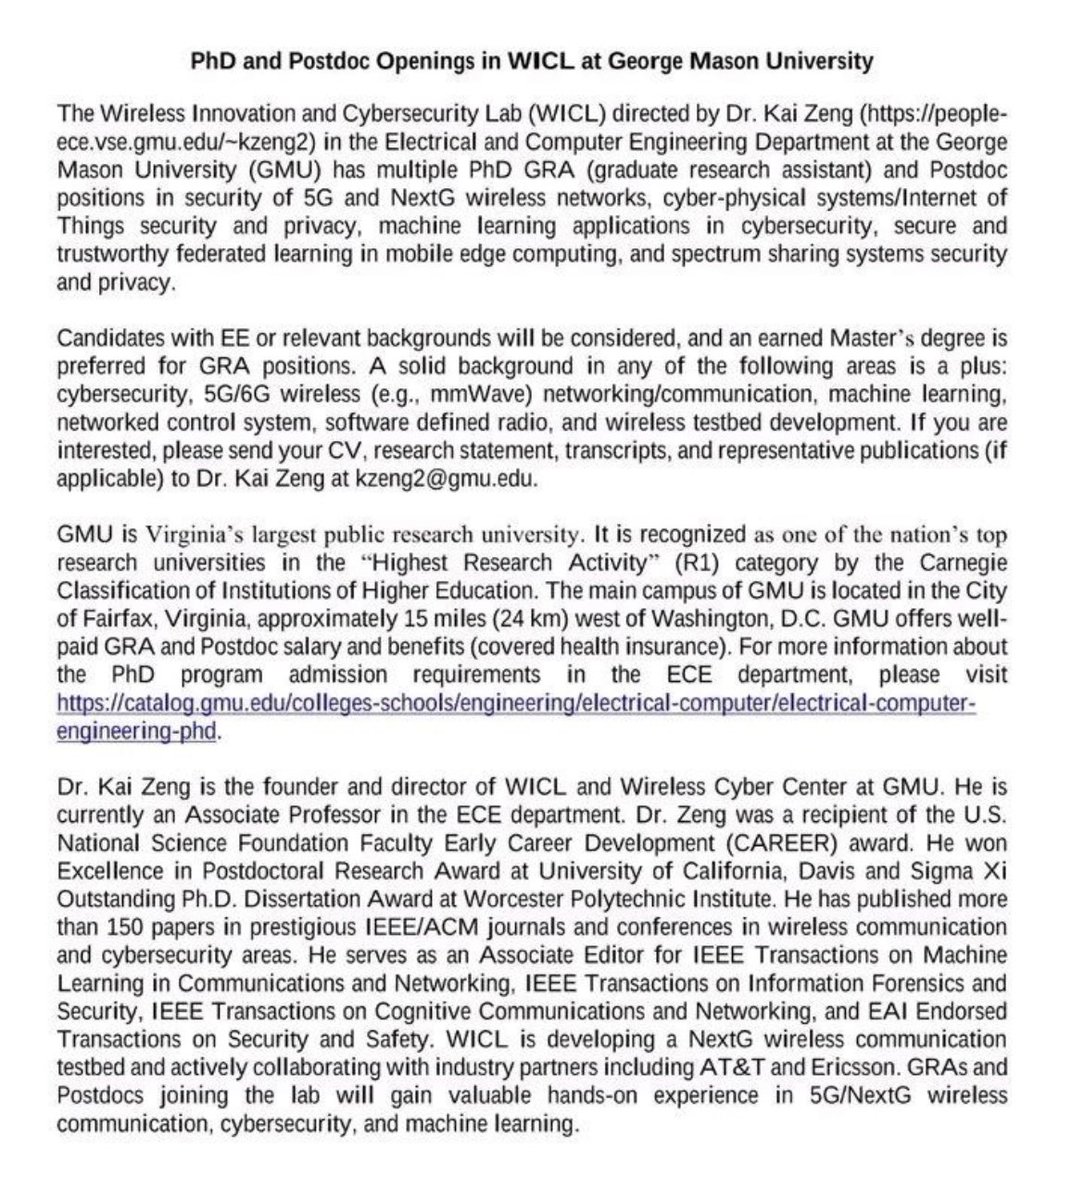 PhD and Postdoc Openings in WICL at George Mason University
The Wireless Innovation and Cybersecurity Lab (WICL) directed by Dr. Kai Zeng (https://people-
ece.vse.gmu.edu/~kzeng2) in the Electrical and Computer Engineering Department at the George
Mason University (GMU) has multiple PhD GRA (graduate research assistant) and Postdoc
positions in security of 5G and NextG wireless networks, cyber-physical systems/Internet of
Things security and privacy, machine learning applications in cybersecurity, secure and
trustworthy federated learning in mobile edge computing, and spectrum sharing systems security
and privacy.
Candidates with EE or relevant backgrounds will be considered, and an earned Master’s degree is
preferred for GRA positions. A solid background in any of the following areas is a plus:
cybersecurity, 5G/6G wireless (e.g., mmWave) networking/communication, machine learning,
networked control system, software defined radio, and wireless testbed development. If you are
interested, please send your CV, research statement, transcripts, and representative publications (if
applicable) to Dr. Kai Zeng at kzeng2@gmu.edu.
GMU is Virginia’s largest public research university. It is recognized as one of the nation’s top
research universities in the “Highest Research Activity” (R1) category by the Carnegie
Classification of Institutions of Higher Education. The main campus of GMU is located in the City
of Fairfax, Virginia, approximately 15 miles (24 km) west of Washington, D.C. GMU offers well-
paid GRA and Postdoc salary and benefits (covered health insurance). For more information about
the PhD program admission requirements in the ECE department, please visit
https://catalog.gmu.edu/colleges-schools/engineering/electrical-computer/electrical-computer-
engineering-phd.
Dr. Kai Zeng is the founder and director of WICL and Wireless Cyber Center at GMU. He is
currently an Associate Professor in the ECE department. Dr. Zeng was a recipient of the U.S.
National Science Foundation Faculty Early Career Development (CAREER) award. He won
Excellence in Postdoctoral Research Award at University of California, Davis and Sigma Xi
Outstanding Ph.D. Dissertation Award at Worcester Polytechnic Institute. He has published more
than 150 papers in prestigious IEEE/ACM journals and conferences in wireless communication
and cybersecurity areas. He serves as an Associate Editor for IEEE Transactions on Machine
Learning in Communications and Networking, IEEE Transactions on Information Forensics and
Security, IEEE Transactions on Cognitive Communications and Networking, and EAI Endorsed
Transactions on Security and Safety. WICL is developing a NextG wireless communication
testbed and actively collaborating with industry partners including AT&T and Ericsson. GRAs and
Postdocs joining the lab will gain valuable hands-on experience in 5G/NextG wireless
communication, cybersecurity, and machine learning.